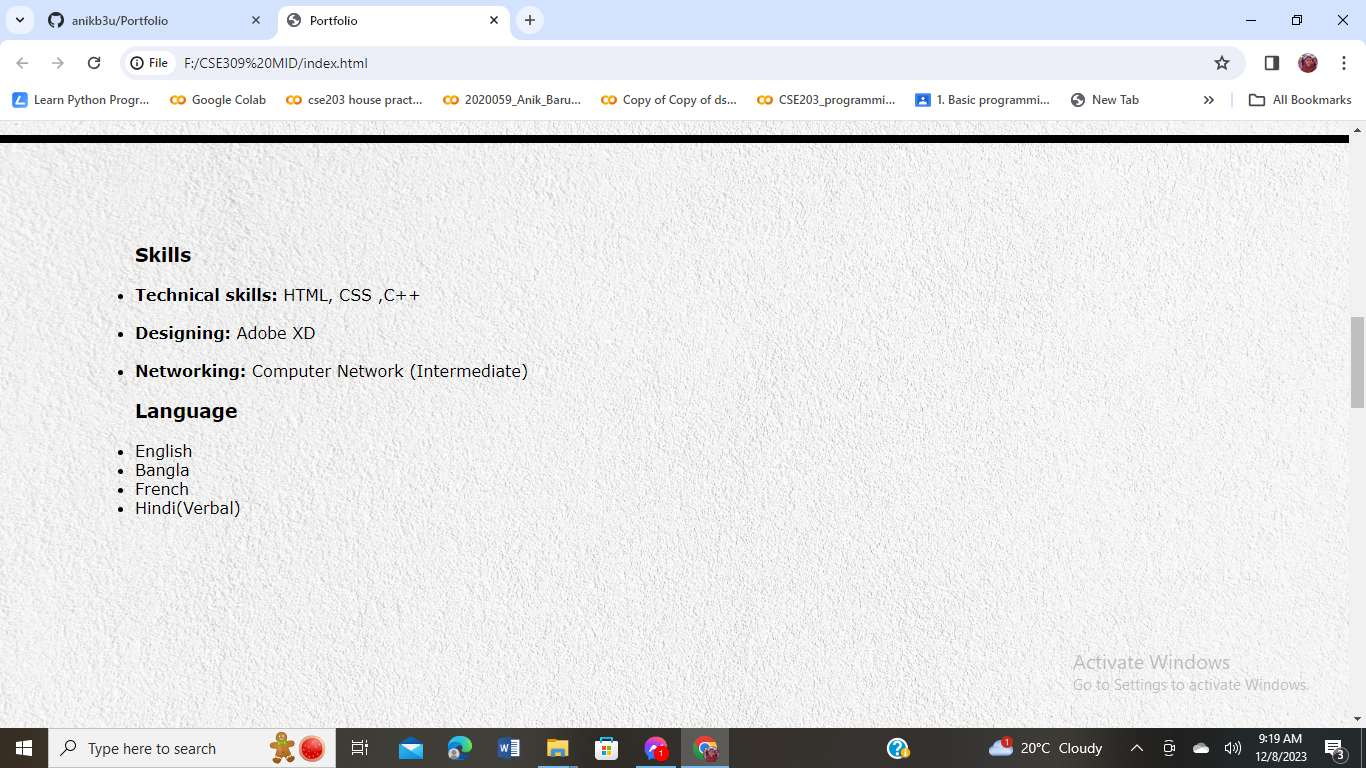 anikb3u/Portfolio
Portfolio
File F:/CSE309%20MID/index.html
Learn Python Progr... Google Colab cse203 house pract... 2020059_Anik_Baru... Copy of Copy of ds... CSE203_programmi... 1. Basic programmi... New Tab All Bookmarks
Skills
Technical skills: HTML, CSS ,C++
Designing: Adobe XD
Networking: Computer Network (Intermediate)
Language
English
Bangla
French
Hindi(Verbal)
Activate Windows
Go to Settings to activate Windows.
Type here to search
1
1
20°C Cloudy
9:19 AM
12/8/2023
3